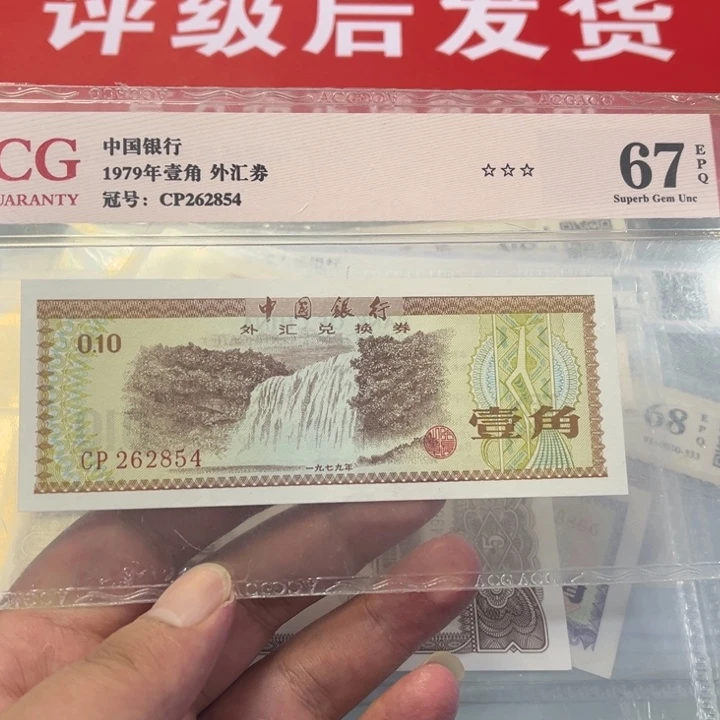 评级后发货
ACGACG
CG
UARANTY
中国银行
1979年壹角 外汇券
冠号：CP262854
☆☆☆
67
EPQ
Superb Gem Unc
中国银行
外汇兑换券
0.10
壹角
CP 262854
一九七九年
68
EPQ
5